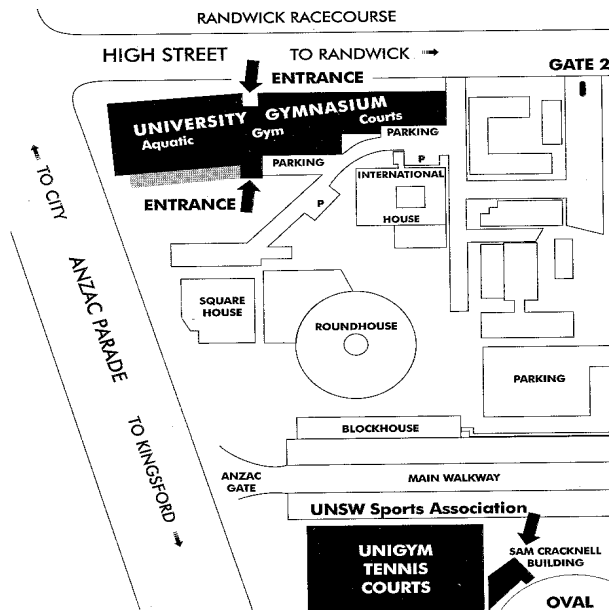 RANDWICK RACECOURSE
HIGH STREET
TO RANDWICK
GATE 2
ENTRANCE
UNIVERSITY GYMNASIUM
Aquatic
Gym
Courts
PARKING
PARKING
P
INTERNATIONAL
HOUSE
ENTRANCE
P
TO CITY
ANZAC PARADE
TO KINGSFORD
SQUARE
HOUSE
ROUNDHOUSE
PARKING
BLOCKHOUSE
ANZAC
GATE
MAIN WALKWAY
UNSW Sports Association
UNIGYM
TENNIS
COURTS
SAM CRACKNELL
BUILDING
OVAL